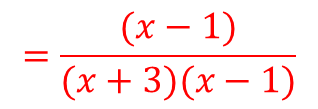 = (x − 1) / (x + 3)(x − 1)